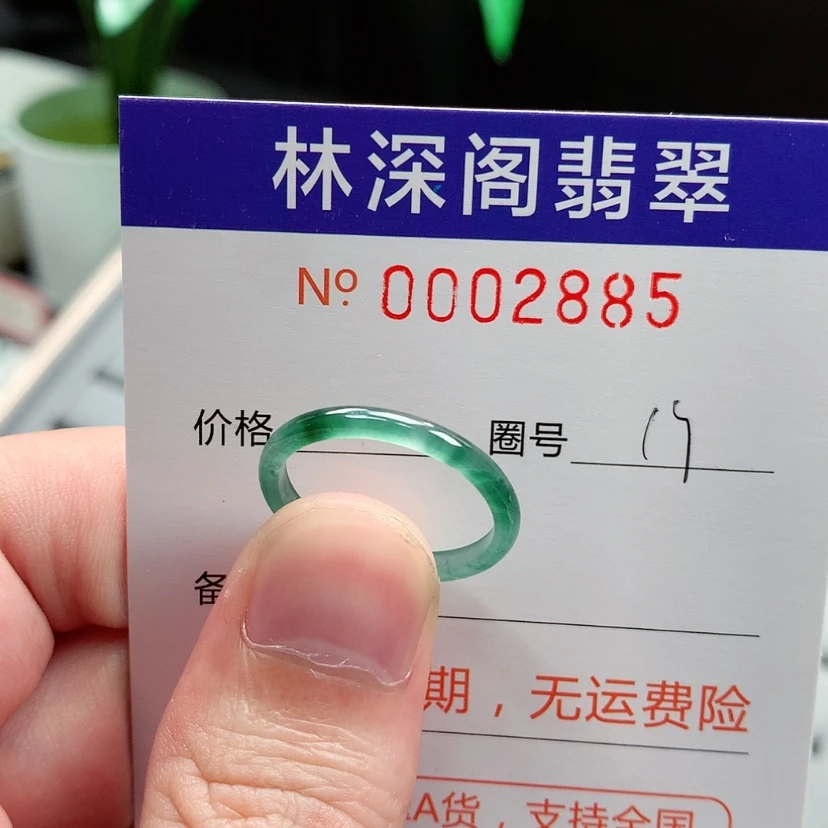 林深阁翡翠
Nº 0002885
价格 圈号
备
期，无运费险
A货，支持全国